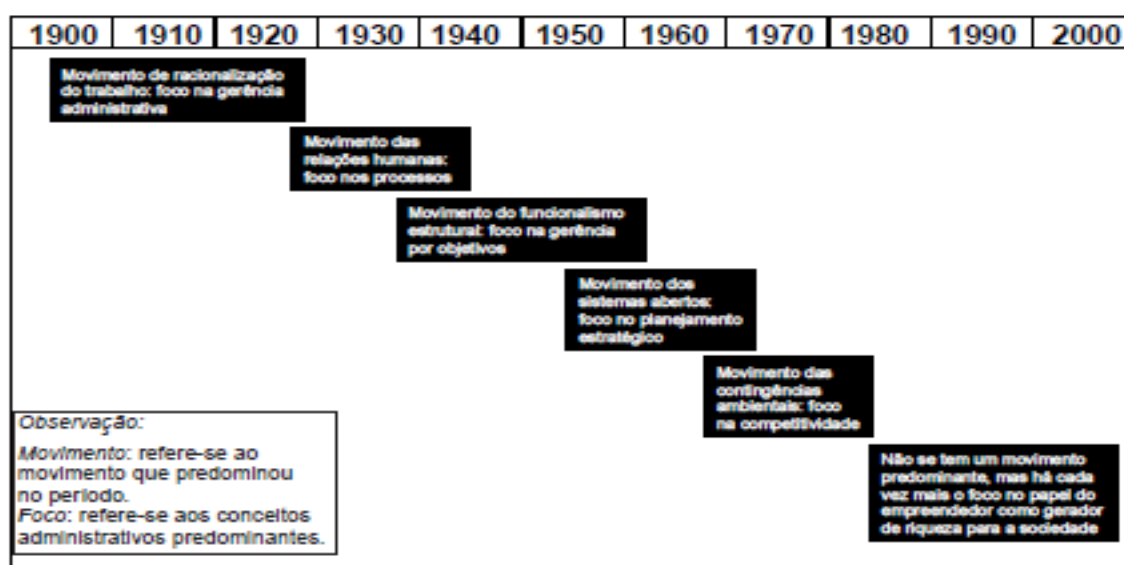 1900 1910 1920 1930 1940 1950 1960 1970 1980 1990 2000
Movimento de racionalização
do trabalho: foco na gerência
administrativa
Movimento das
relações humanas:
foco nos processos
Movimento do funcionalismo
estrutural: foco na gerência
por objetivos
Movimento dos
sistemas abertos:
foco no planejamento
estratégico
Movimento das
contingências
ambientais: foco
na competitividade
Não se tem um movimento
predominante, mas há cada
vez mais o foco no papel do
empreendedor como gerador
de riqueza para a sociedade
Observação:
Movimento: refere-se ao
movimento que predominou
no período.
Foco: refere-se aos conceitos
administrativos predominantes.